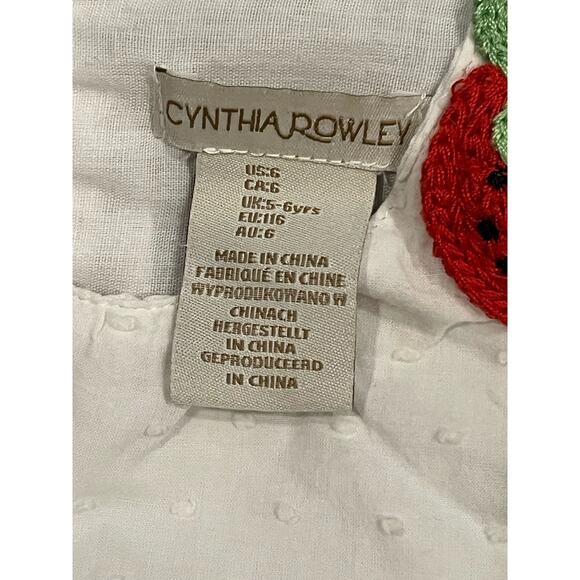 CYNTHIA ROWLEY
US:6
CA:6
UK:5-6yrs
EU:116
AU:6
MADE IN CHINA
FABRIQUÉ EN CHINE
WYPRODUKOWANO W
CHINACH
HERGESTELLT
IN CHINA
GEPRODUCEERD
IN CHINA